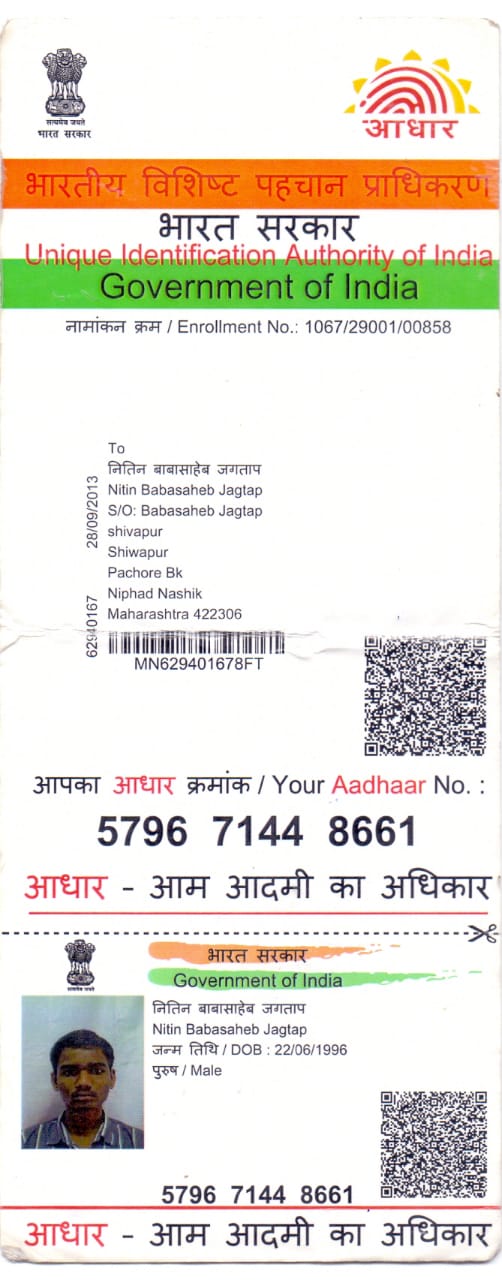 सत्यमेव जयते
भारत सरकार
आधार
भारतीय विशिष्ट पहचान प्राधिकरण
भारत सरकार
Unique Identification Authority of India
Government of India
नामांकन क्रम / Enrollment No.: 1067/29001/00858
28/09/2013
62940167
To
नितिन बाबासाहेब जगताप
Nitin Babasaheb Jagtap
S/O: Babasaheb Jagtap
shivapur
Shiwapur
Pachore Bk
Niphad Nashik
Maharashtra 422306
MN629401678FT
आपका आधार क्रमांक / Your Aadhaar No. :
5796 7144 8661
आधार - आम आदमी का अधिकार
भारत सरकार
Government of India
सत्यमेव जयते
नितिन बाबासाहेब जगताप
Nitin Babasaheb Jagtap
जन्म तिथि / DOB : 22/06/1996
पुरुष / Male
5796 7144 8661
आधार - आम आदमी का अधिकार